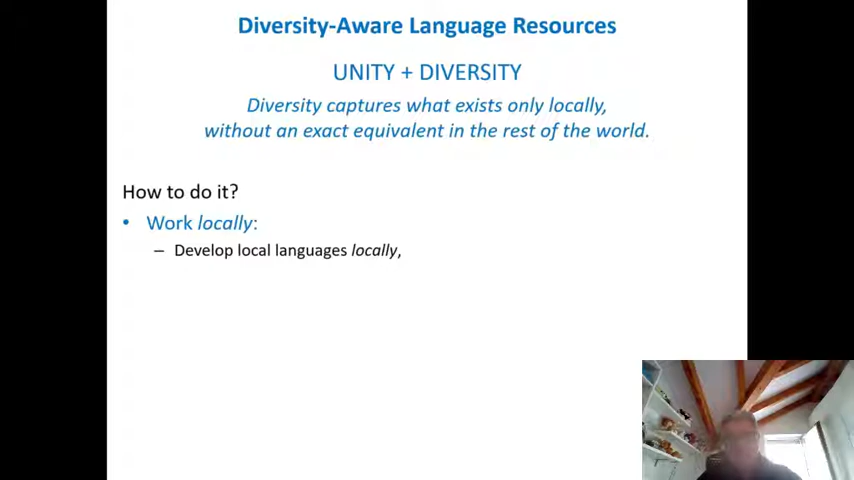 Diversity-Aware Language Resources
UNITY + DIVERSITY
Diversity captures what exists only locally,
without an exact equivalent in the rest of the world.
How to do it?
• Work locally:
– Develop local languages locally,